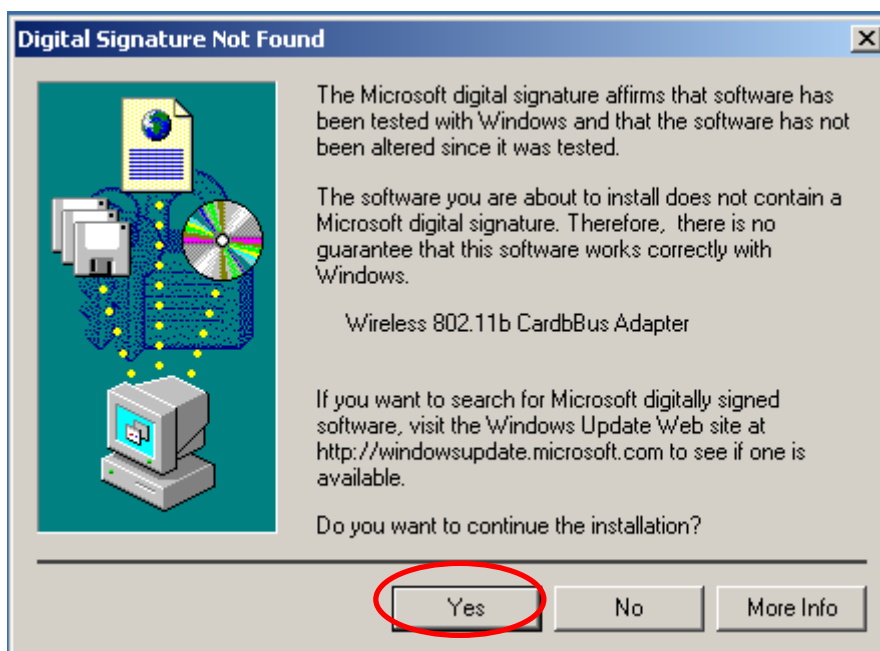 Digital Signature Not Found
The Microsoft digital signature affirms that software has
been tested with Windows and that the software has not
been altered since it was tested.
The software you are about to install does not contain a
Microsoft digital signature. Therefore,  there is no
guarantee that this software works correctly with
Windows.
Wireless 802.11b CardbBus Adapter
If you want to search for Microsoft digitally signed
software, visit the Windows Update Web site at
http://windowsupdate.microsoft.com to see if one is
available.
Do you want to continue the installation?
Yes
No
More Info